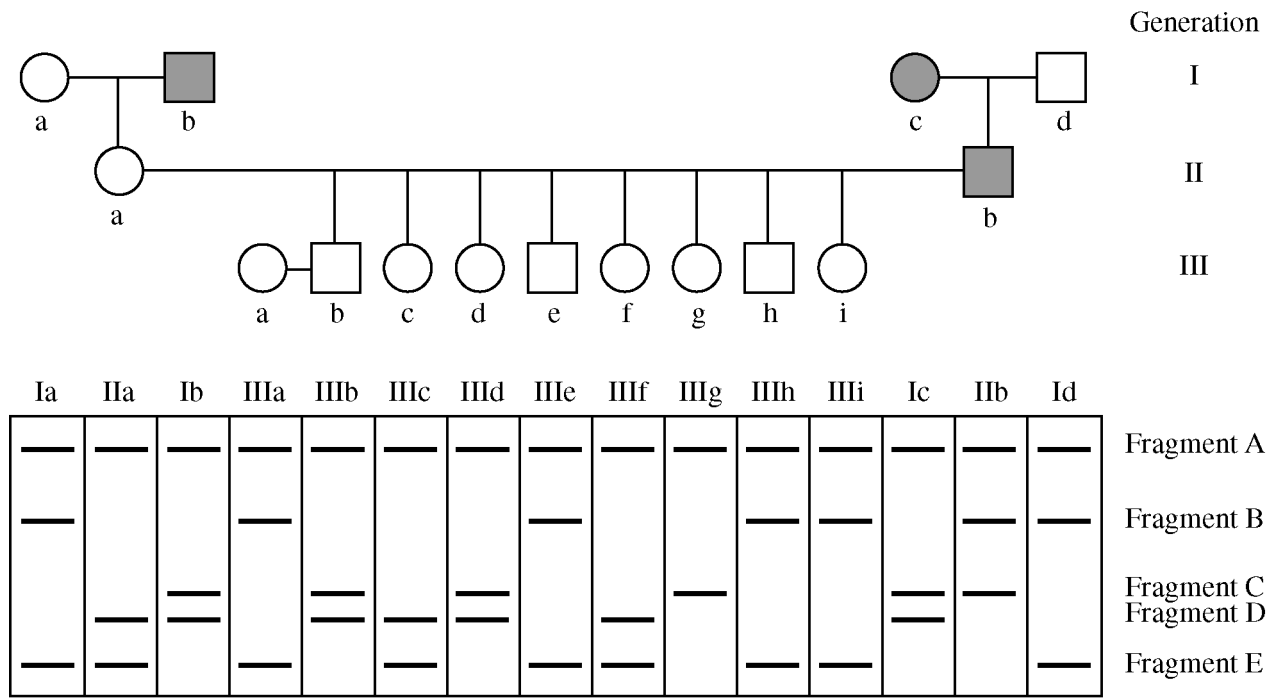 Generation
I
a b c d
II
a b
III
a b c d e f g h i
Ia IIa Ib IIIa IIIb IIIc IIId IIIe IIIf IIIg IIIh IIIi Ic IIb Id
Fragment A
Fragment B
Fragment C
Fragment D
Fragment E